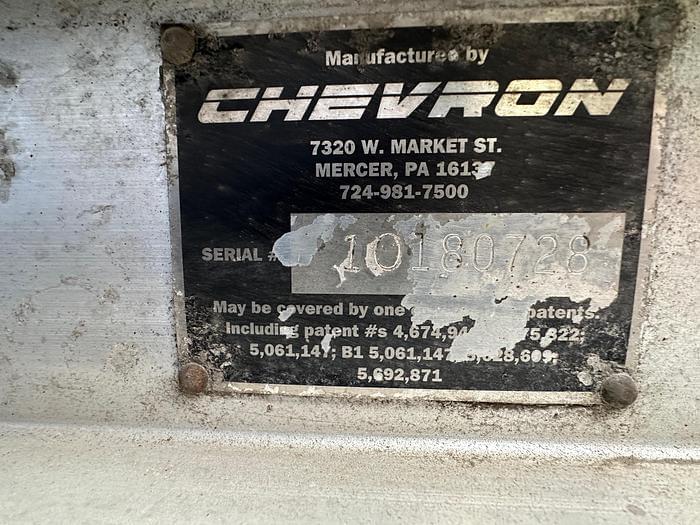 Manufactured by
CHEVRON
7320 W. MARKET ST.
MERCER, PA 16137
724-981-7500
SERIAL # 10180728
May be covered by one patents.
Including patent #s
5,061,147; B1 5,061,147;
5,692,871